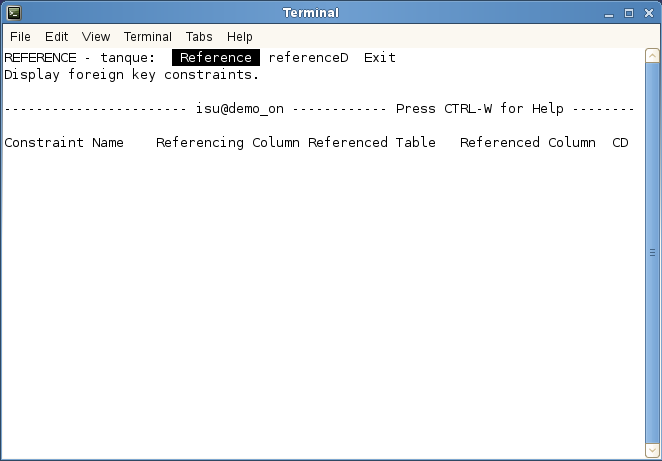 Terminal
File Edit View Terminal Tabs Help
REFERENCE - tanque:  Reference  referenceD  Exit
Display foreign key constraints.
----------------------- isu@demo_on ------------ Press CTRL-W for Help --------
Constraint Name    Referencing Column Referenced Table   Referenced Column  CD